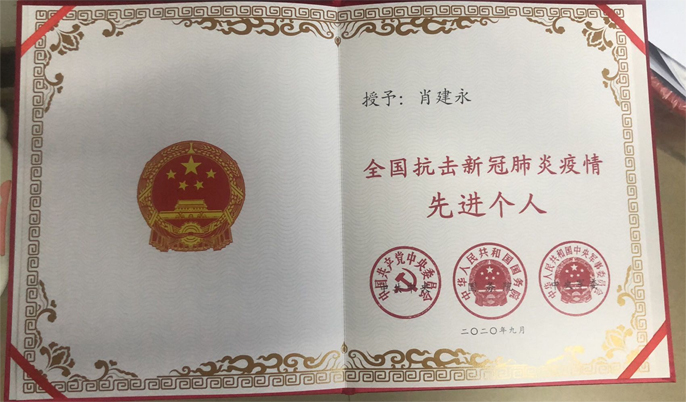 授予：肖建永
全国抗击新冠肺炎疫情
先进个人
中国共产党中央委员会
中华人民共和国国务院
中华人民共和国中央军事委员会
二〇二〇年九月